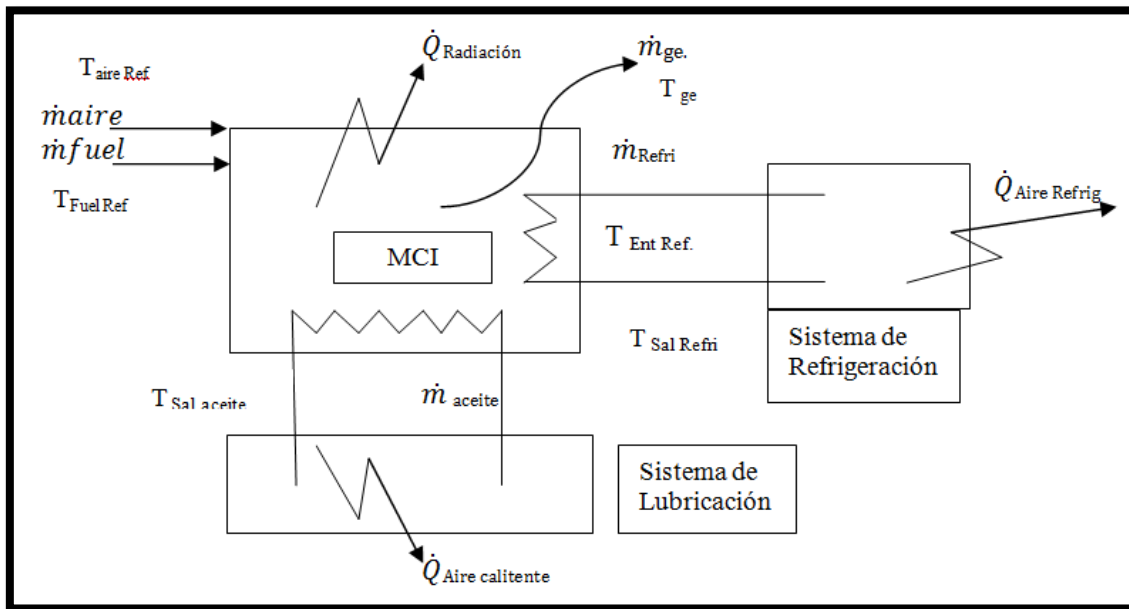 Q̇ Radiación
ṁge.
T aire Ref
T ge
ṁaire
ṁfuel
ṁRefri
T Fuel Ref
Q̇ Aire Refrig
T Ent Ref.
MCI
T Sal Refri
Sistema de
Refrigeración
T Sal aceite
ṁ aceite
Sistema de
Lubricación
Q̇ Aire calitente